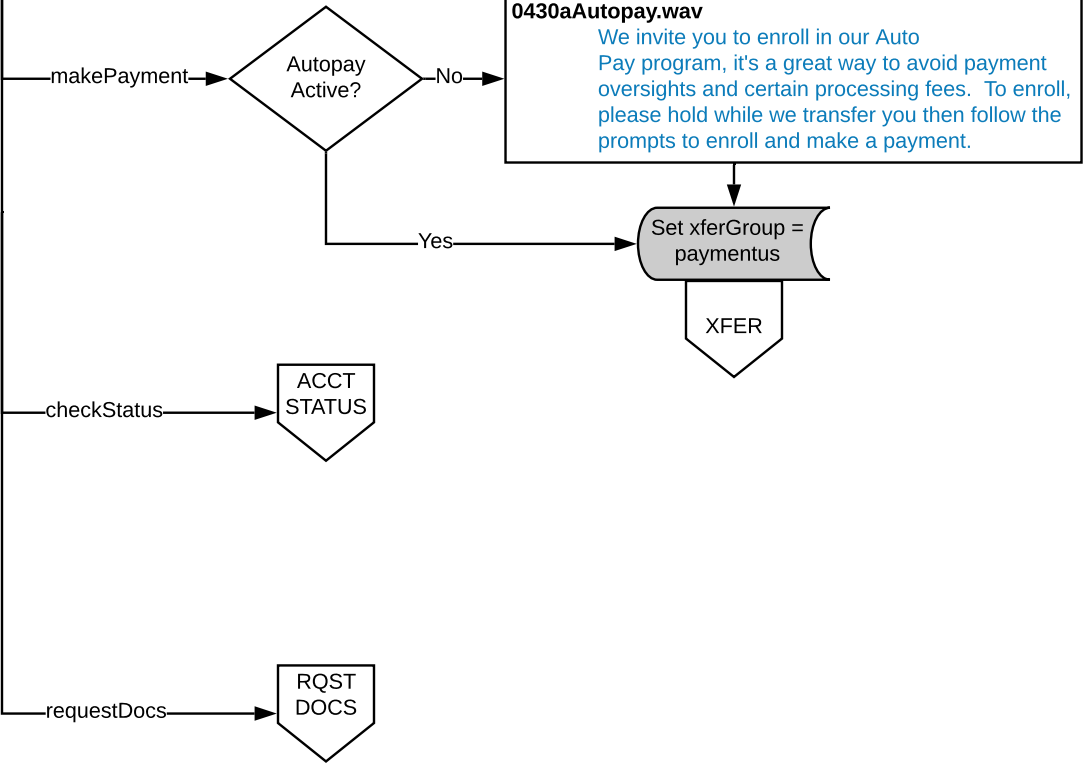 0430aAutopay.wav
We invite you to enroll in our Auto
Pay program, it's a great way to avoid payment
oversights and certain processing fees.  To enroll,
please hold while we transfer you then follow the
prompts to enroll and make a payment.
makePayment
Autopay
Active?
No
Yes
Set xferGroup =
paymentus
XFER
ACCT
STATUS
checkStatus
RQST
DOCS
requestDocs